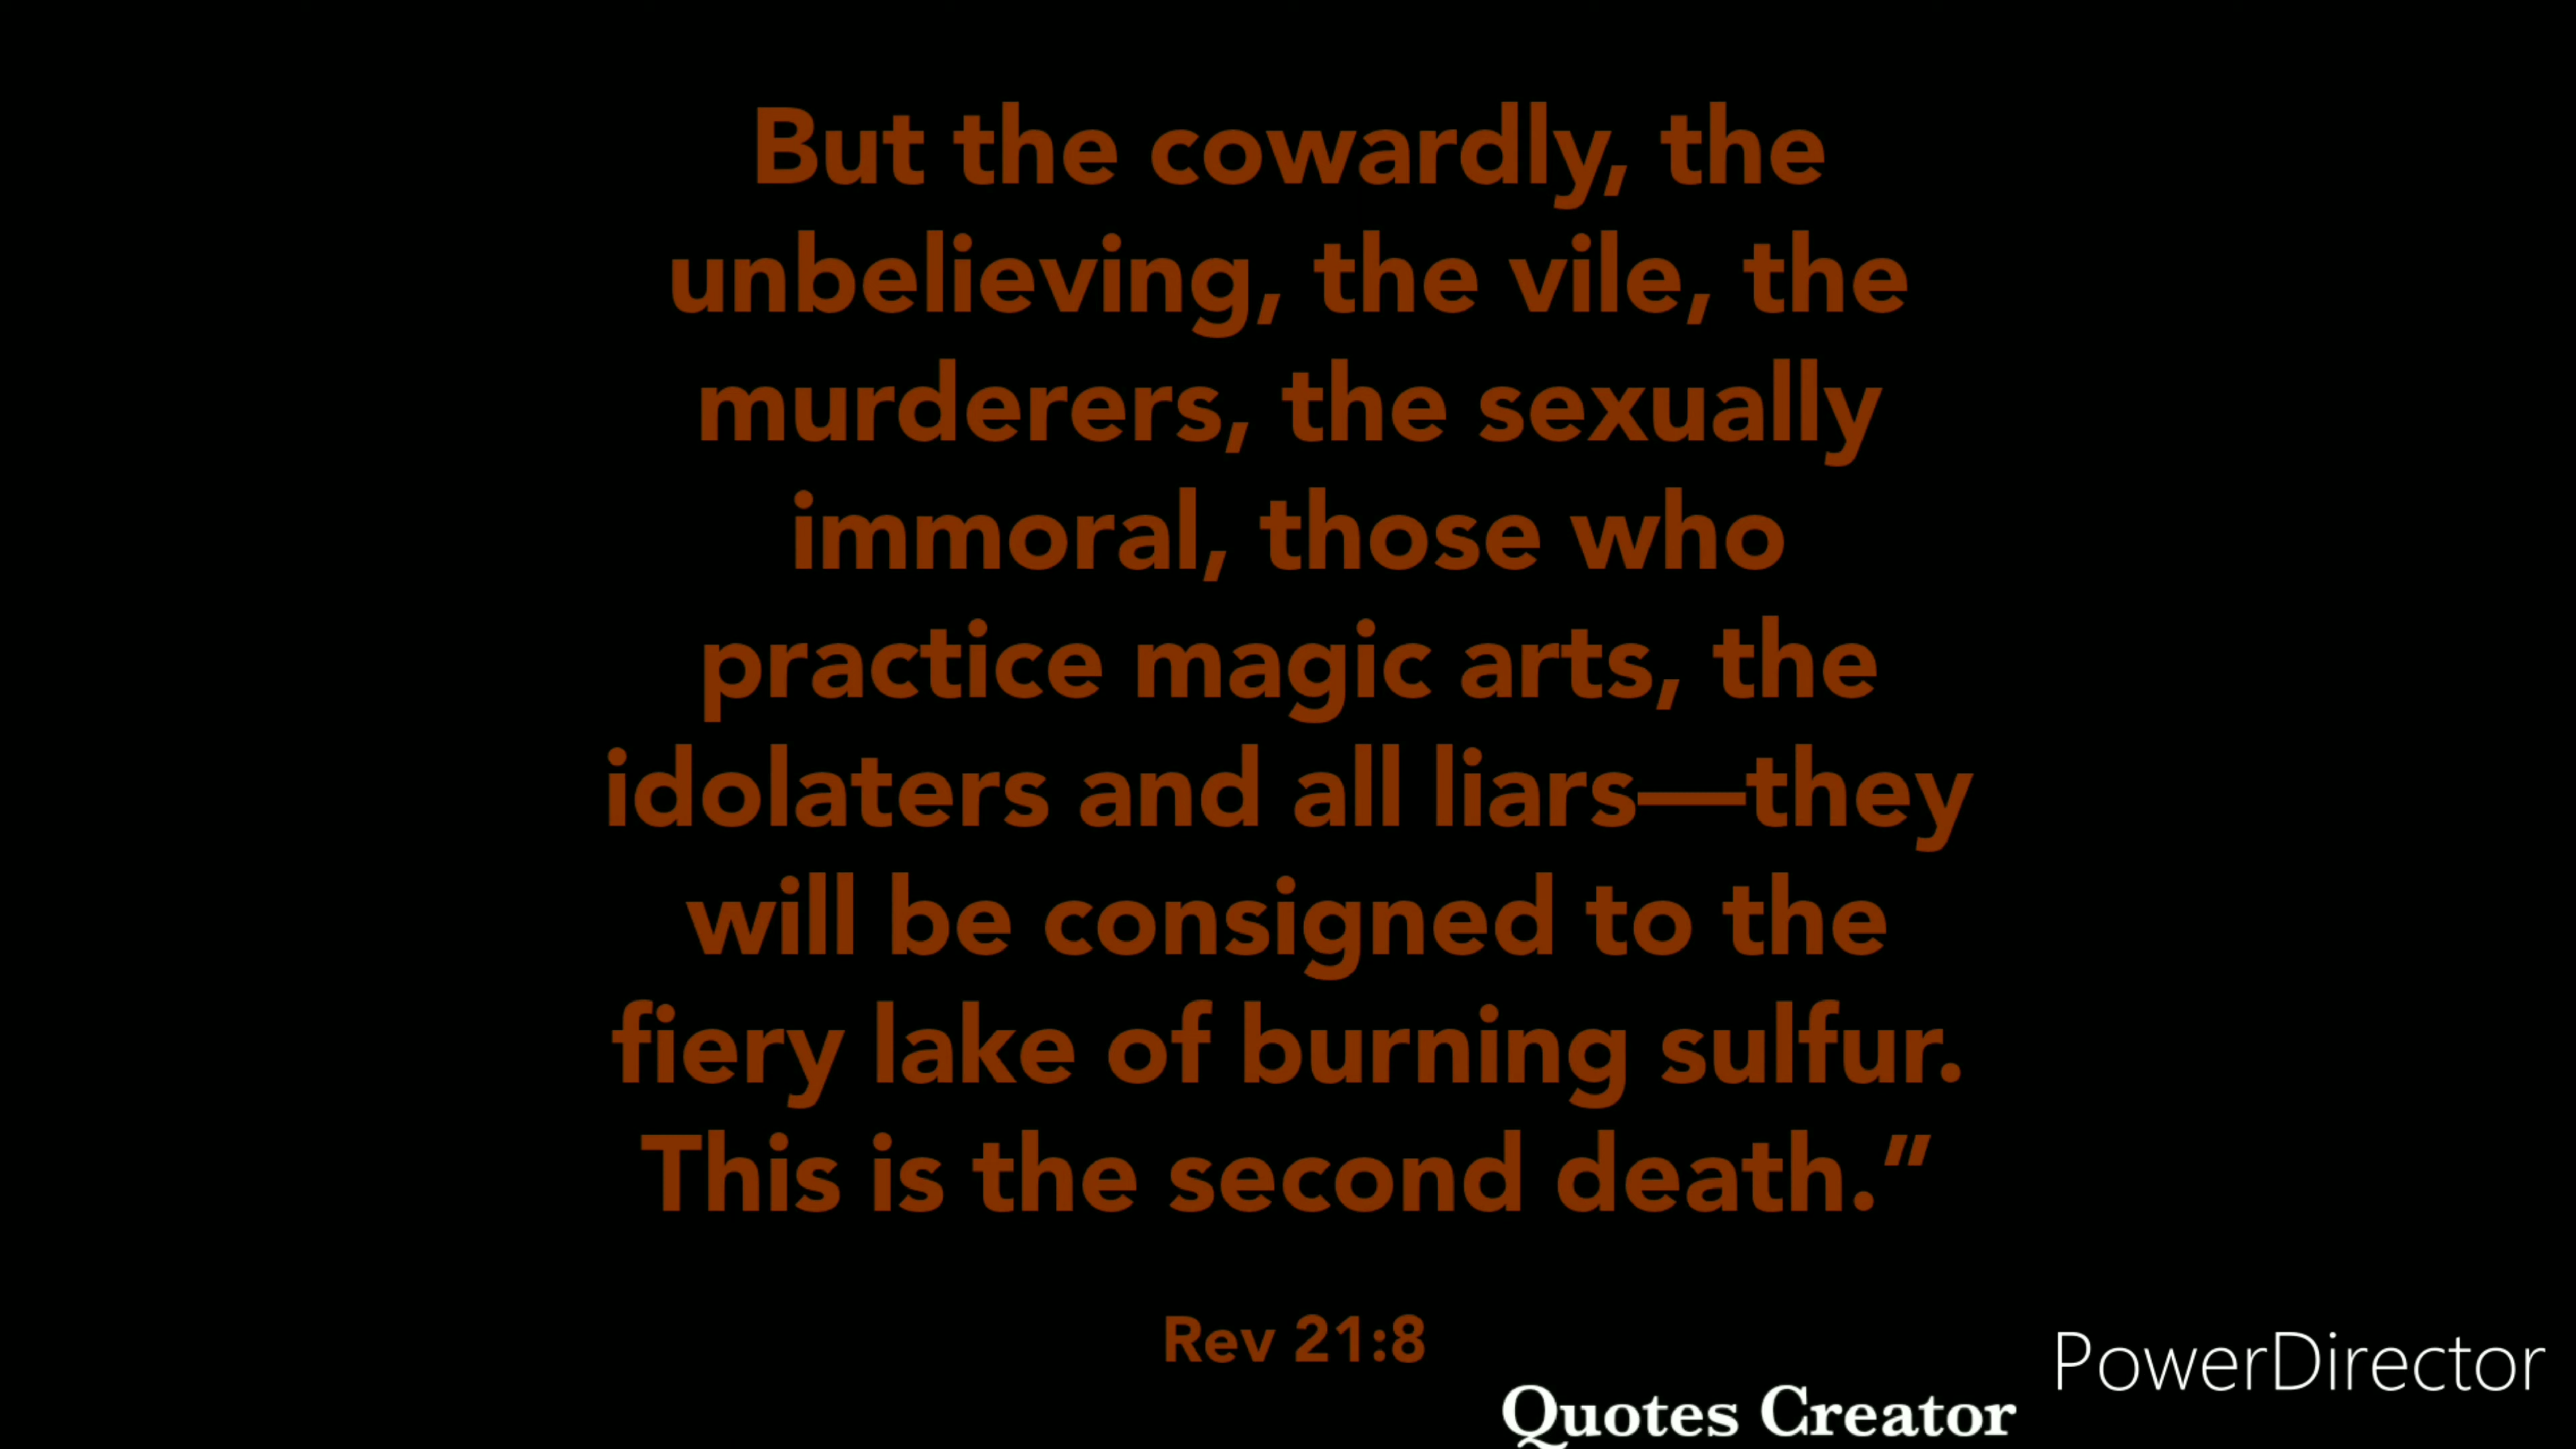 But the cowardly, the
unbelieving, the vile, the
murderers, the sexually
immoral, those who
practice magic arts, the
idolaters and all liars—they
will be consigned to the
fiery lake of burning sulfur.
This is the second death.”
Rev 21:8
Quotes Creator
PowerDirector